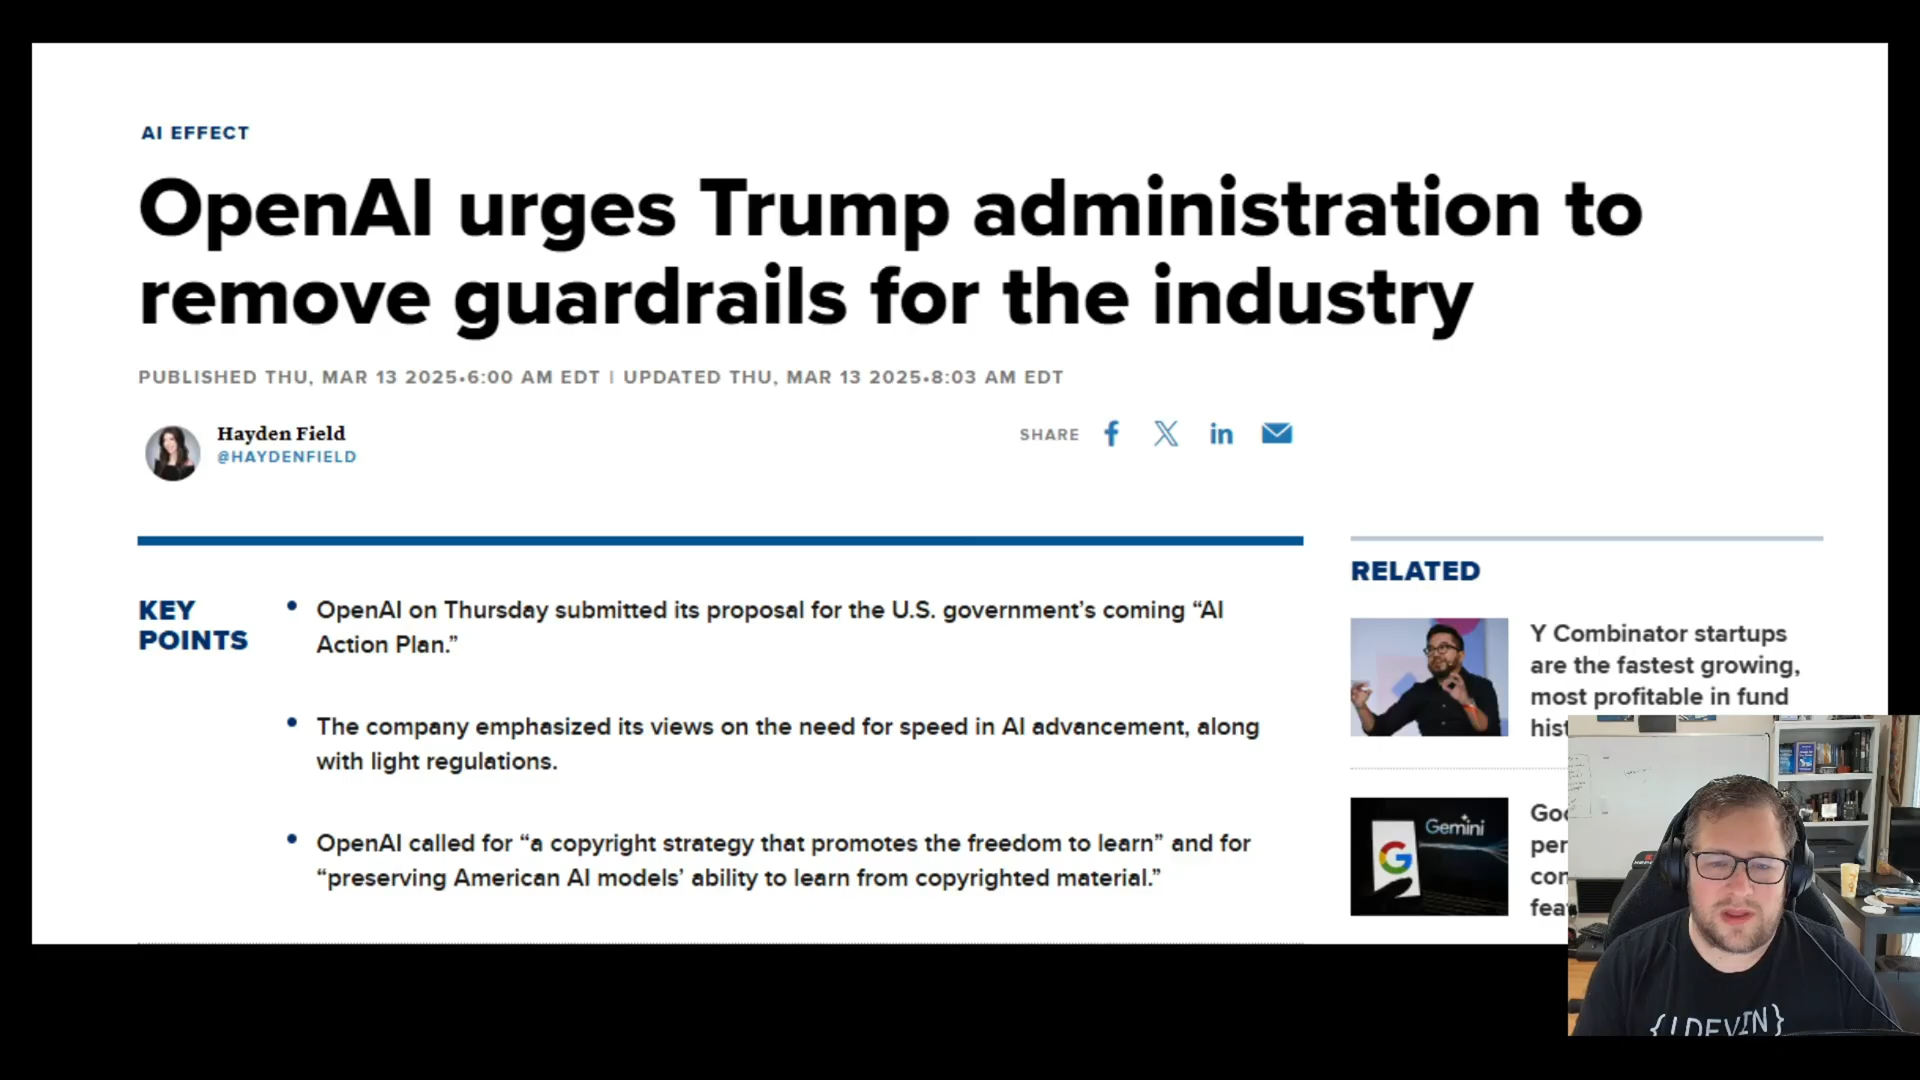 AI EFFECT
OpenAI urges Trump administration to
remove guardrails for the industry
PUBLISHED THU, MAR 13 2025•6:00 AM EDT | UPDATED THU, MAR 13 2025•8:03 AM EDT
Hayden Field
@HAYDENFIELD
SHARE
KEY
POINTS
OpenAI on Thursday submitted its proposal for the U.S. government’s coming “AI
Action Plan.”
The company emphasized its views on the need for speed in AI advancement, along
with light regulations.
OpenAI called for “a copyright strategy that promotes the freedom to learn” and for
“preserving American AI models’ ability to learn from copyrighted material.”
RELATED
Y Combinator startups
are the fastest growing,
most profitable in fund
Gemini